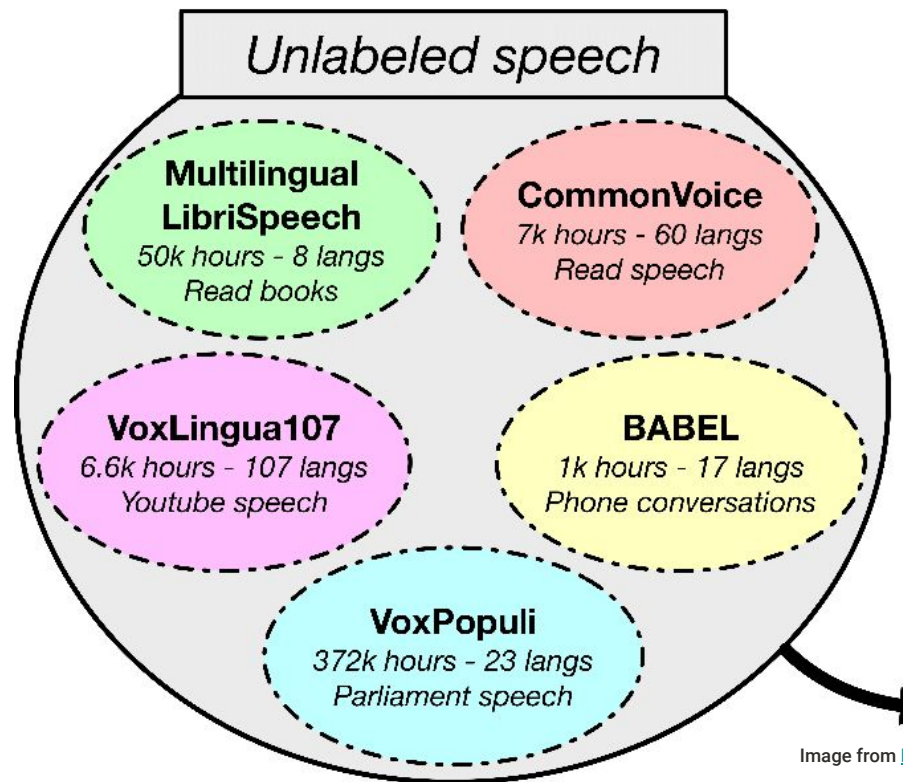 Unlabeled speech
Multilingual
LibriSpeech
50k hours - 8 langs
Read books
CommonVoice
7k hours - 60 langs
Read speech
VoxLingua107
6.6k hours - 107 langs
Youtube speech
BABEL
1k hours - 17 langs
Phone conversations
VoxPopuli
372k hours - 23 langs
Parliament speech
Image from